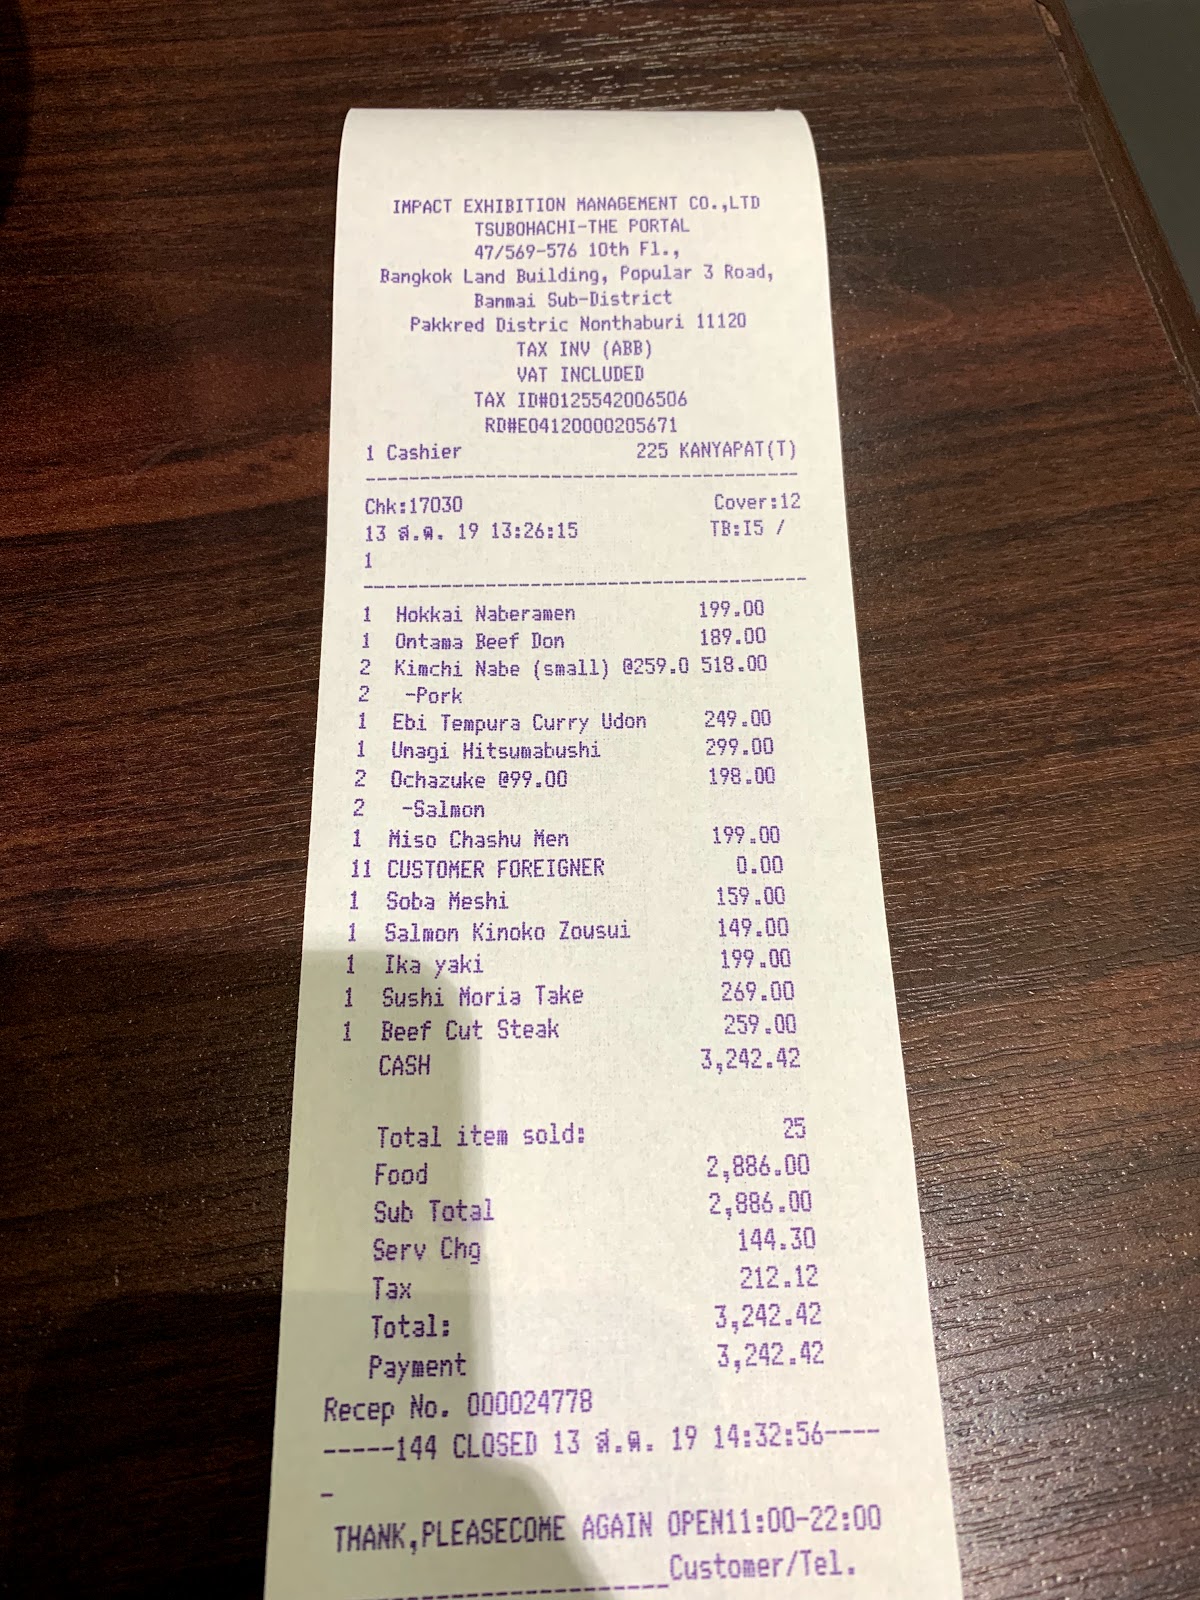 IMPACT EXHIBITION MANAGEMENT CO.,LTD
TSUBOHACHI-THE PORTAL
47/569-576 10th Fl.,
Bangkok Land Building, Popular 3 Road,
Banmai Sub-District
Pakkred Distric Nonthaburi 11120
TAX INV (ABB)
VAT INCLUDED
TAX ID#0125542006506
RD#E04120000205671
1 Cashier 225 KANYAPAT(T)
----------------------------------------
Chk:17030 Cover:12
13 ส.ค. 19 13:26:15 TB:I5 /
1
----------------------------------------
1 Hokkai Naberamen 199.00
1 Ontama Beef Don 189.00
2 Kimchi Nabe (small) @259.0 518.00
2 -Pork
1 Ebi Tempura Curry Udon 249.00
1 Unagi Hitsumabushi 299.00
2 Ochazuke @99.00 198.00
2 -Salmon
1 Miso Chashu Men 199.00
11 CUSTOMER FOREIGNER 0.00
1 Soba Meshi 159.00
1 Salmon Kinoko Zousui 149.00
1 Ika yaki 199.00
1 Sushi Moria Take 269.00
1 Beef Cut Steak 259.00
CASH 3,242.42
Total item sold: 25
Food 2,886.00
Sub Total 2,886.00
Serv Chg 144.30
Tax 212.12
Total: 3,242.42
Payment 3,242.42
Recep No. 000024778
-----144 CLOSED 13 ส.ค. 19 14:32:56----
-
THANK,PLEASECOME AGAIN OPEN11:00-22:00
____________________Customer/Tel.